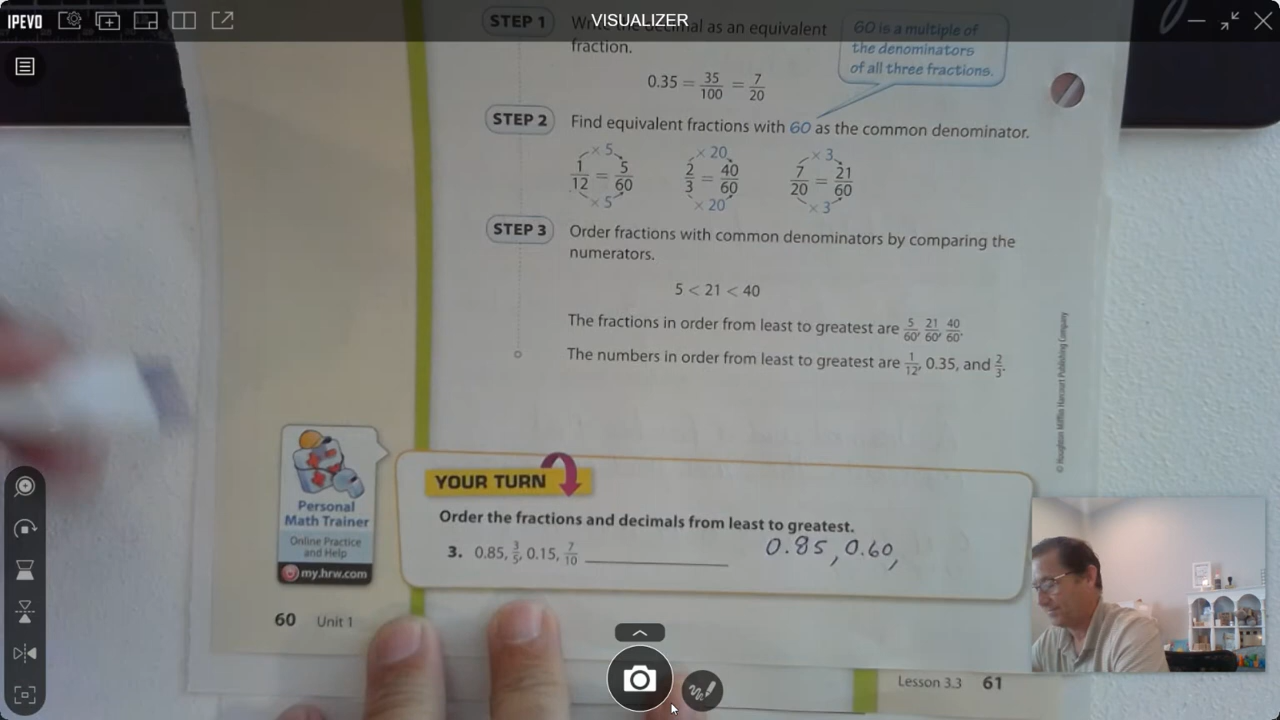 IPEVO
VISUALIZER
STEP 1
fraction.
60 is a multiple of
the denominators
of all three fractions.
0.35 = 35/100 = 7/20
STEP 2
Find equivalent fractions with 60 as the common denominator.
× 5 × 20 × 3
1/12 = 5/60 2/3 = 40/60 7/20 = 21/60
× 5 × 20 × 3
STEP 3
Order fractions with common denominators by comparing the
numerators.
5 < 21 < 40
The fractions in order from least to greatest are 5/60, 21/60, 40/60.
The numbers in order from least to greatest are 1/12, 0.35, and 2/3.
© Houghton Mifflin Harcourt Publishing Company
Personal
Math Trainer
Online Practice
and Help
my.hrw.com
YOUR TURN
Order the fractions and decimals from least to greatest.
3. 0.85, 3/5, 0.15, 7/10
0.85, 0.60,
60 Unit 1
Lesson 3.3 61